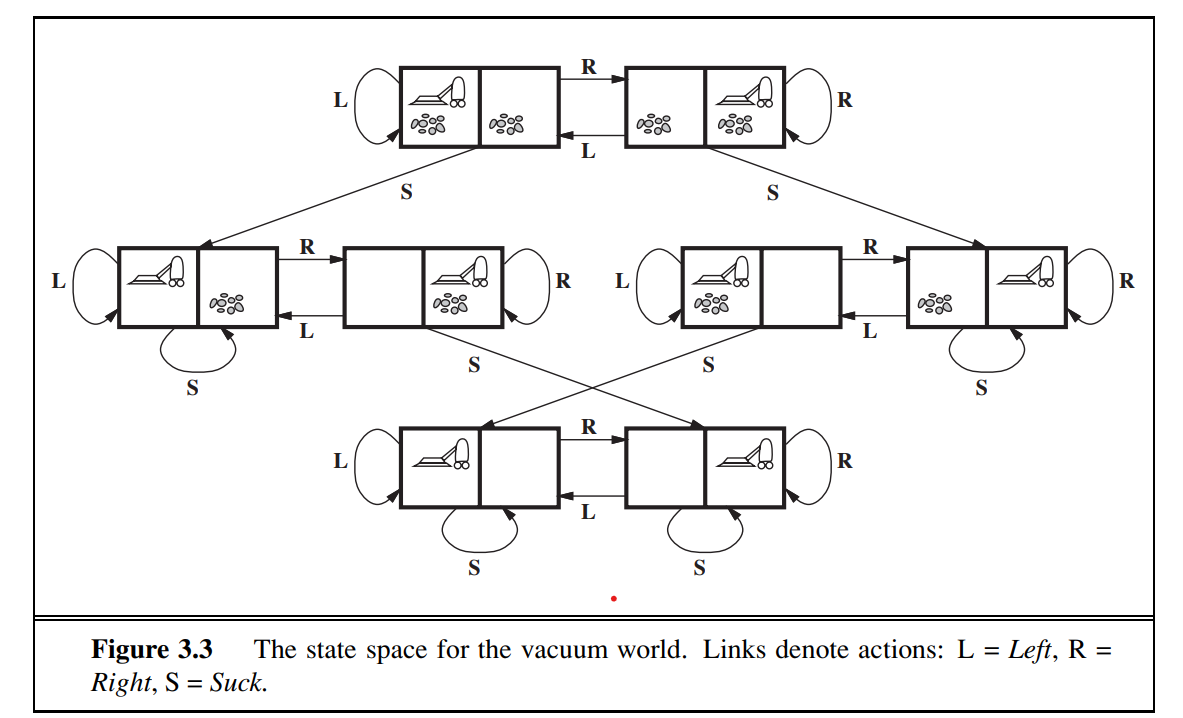 R
L
R
L
S
S
R
R
L
R
L
R
L
L
S
S
S
S
R
L
R
L
S
S
Figure 3.3 The state space for the vacuum world. Links denote actions: L = Left, R =
Right, S = Suck.